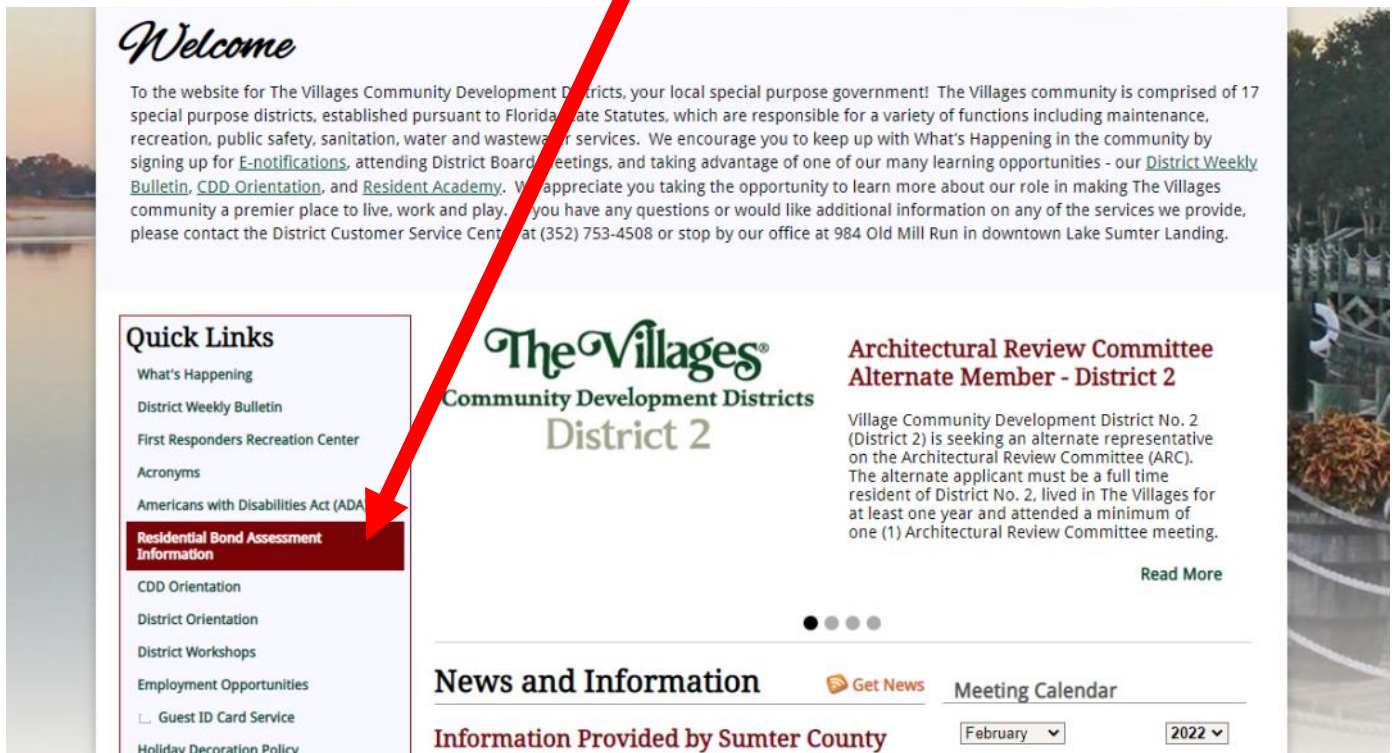 Welcome
To the website for The Villages Community Development Districts, your local special purpose government! The Villages community is comprised of 17
special purpose districts, established pursuant to Florida State Statutes, which are responsible for a variety of functions including maintenance,
recreation, public safety, sanitation, water and wastewater services. We encourage you to keep up with What's Happening in the community by
signing up for E-notifications, attending District Board Meetings, and taking advantage of one of our many learning opportunities - our District Weekly
Bulletin, CDD Orientation, and Resident Academy. We appreciate you taking the opportunity to learn more about our role in making The Villages
community a premier place to live, work and play. If you have any questions or would like additional information on any of the services we provide,
please contact the District Customer Service Center at (352) 753-4508 or stop by our office at 984 Old Mill Run in downtown Lake Sumter Landing.
Quick Links
What's Happening
District Weekly Bulletin
First Responders Recreation Center
Acronyms
Americans with Disabilities Act (ADA)
Residential Bond Assessment
Information
CDD Orientation
District Orientation
District Workshops
Employment Opportunities
Guest ID Card Service
Holiday Decoration Policy
The Villages®
Community Development Districts
District 2
Architectural Review Committee
Alternate Member - District 2
Village Community Development District No. 2
(District 2) is seeking an alternate representative
on the Architectural Review Committee (ARC).
The alternate applicant must be a full time
resident of District No. 2, lived in The Villages for
at least one year and attended a minimum of
one (1) Architectural Review Committee meeting.
Read More
News and Information
Get News
Information Provided by Sumter County
Meeting Calendar
February
2022